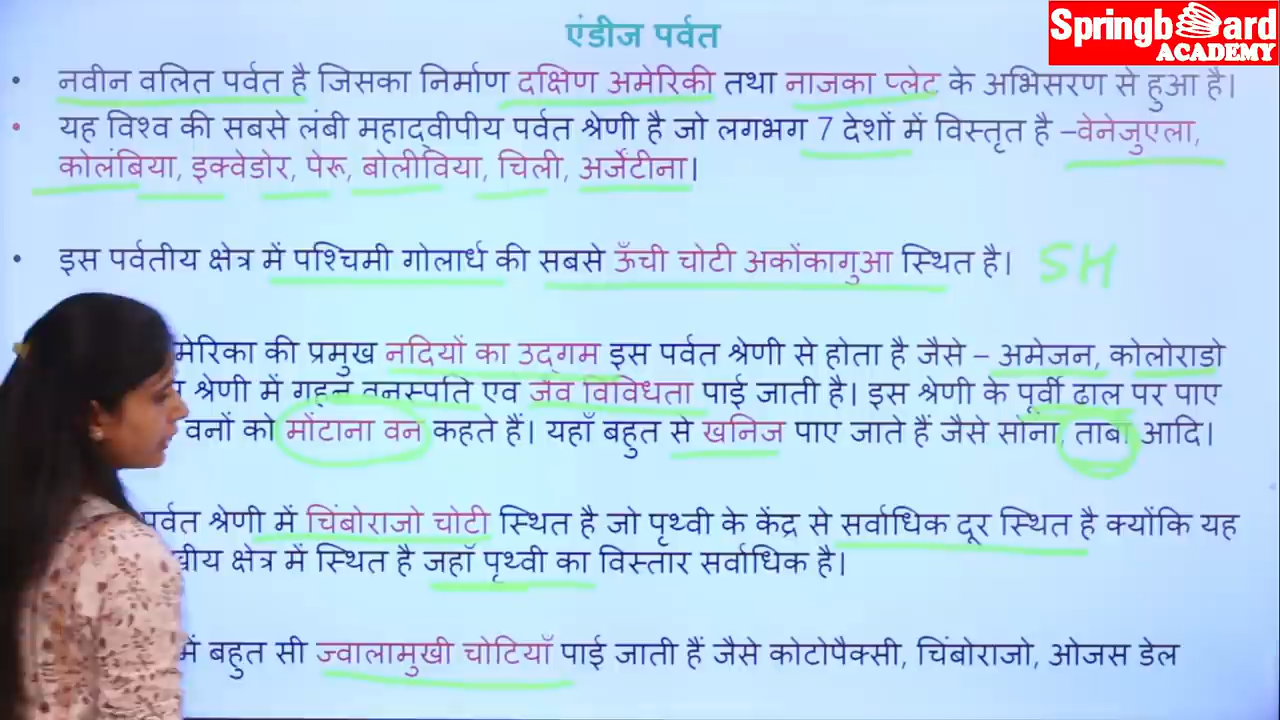 एंडीज पर्वत
Springboard
ACADEMY
• नवीन वलित पर्वत है जिसका निर्माण दक्षिण अमेरिकी तथा नाजका प्लेट के अभिसरण से हुआ है।
• यह विश्व की सबसे लंबी महाद्वीपीय पर्वत श्रेणी है जो लगभग 7 देशों में विस्तृत है –वेनेजुएला,
कोलंबिया, इक्वेडोर, पेरू, बोलीविया, चिली, अर्जेंटीना।
• इस पर्वतीय क्षेत्र में पश्चिमी गोलार्ध की सबसे ऊँची चोटी अकोंकागुआ स्थित है। SH
मेरिका की प्रमुख नदियों का उद्गम इस पर्वत श्रेणी से होता है जैसे – अमेजन, कोलोराडो
श्रेणी में गहन वनस्पति एव जैव विविधता पाई जाती है। इस श्रेणी के पूर्वी ढाल पर पाए
वनों को मोंटाना वन कहते हैं। यहाँ बहुत से खनिज पाए जाते हैं जैसे सोना, ताबा आदि।
पर्वत श्रेणी में चिंबोराजो चोटी स्थित है जो पृथ्वी के केंद्र से सर्वाधिक दूर स्थित है क्योंकि यह
क्षेत्र में स्थित है जहाँ पृथ्वी का विस्तार सर्वाधिक है।
में बहुत सी ज्वालामुखी चोटियाँ पाई जाती हैं जैसे कोटोपैक्सी, चिंबोराजो, ओजस डेल